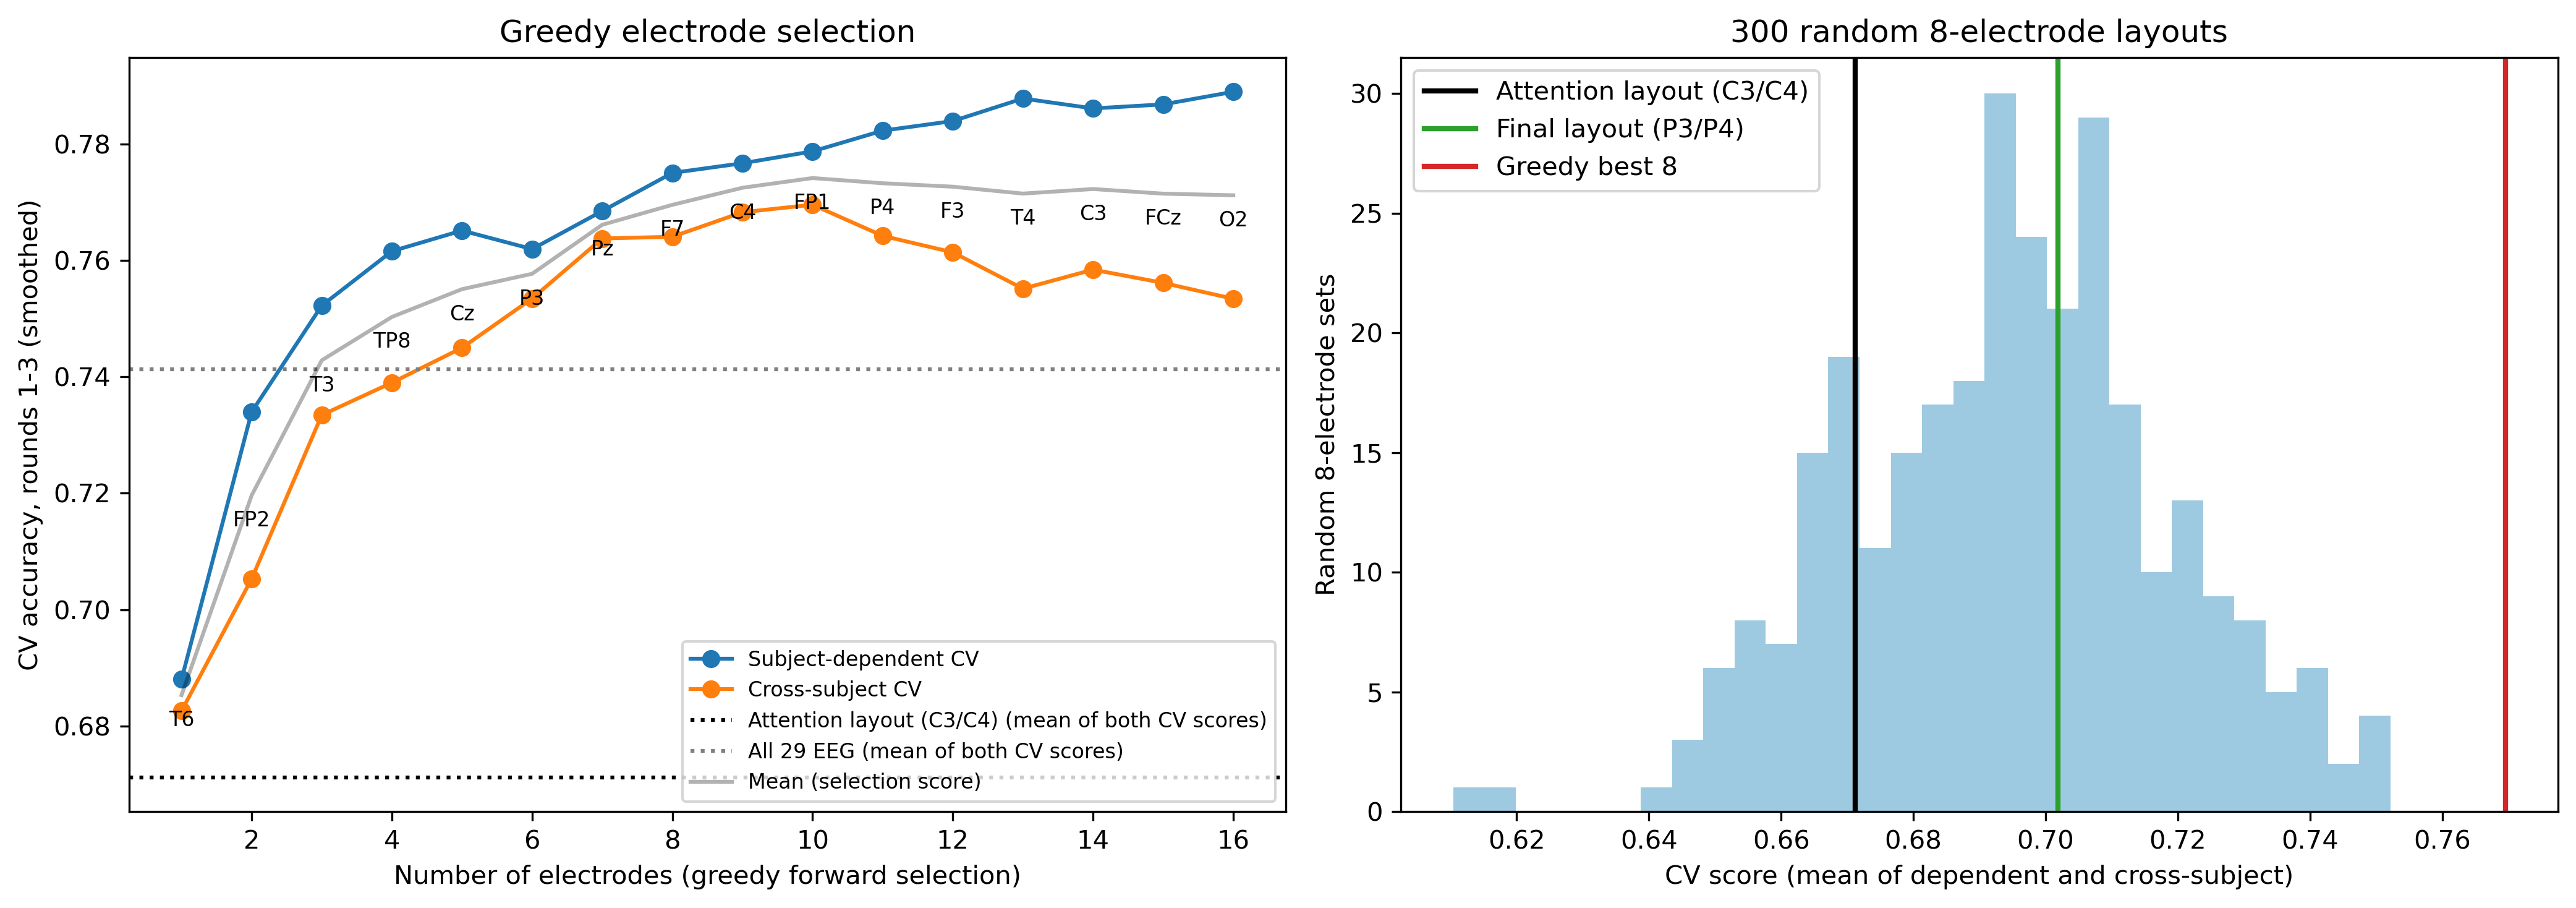 Greedy electrode selection
CV accuracy, rounds 1-3 (smoothed)
0.78
0.76
0.74
0.72
0.70
0.68
T6
FP2
T3
TP8
Cz
P3
Pz
F7
C4
FP1
P4
F3
T4
C3
FCz
O2
Subject-dependent CV
Cross-subject CV
Attention layout (C3/C4) (mean of both CV scores)
All 29 EEG (mean of both CV scores)
Mean (selection score)
2 4 6 8 10 12 14 16
Number of electrodes (greedy forward selection)
300 random 8-electrode layouts
Random 8-electrode sets
30
25
20
15
10
5
0
Attention layout (C3/C4)
Final layout (P3/P4)
Greedy best 8
0.62 0.64 0.66 0.68 0.70 0.72 0.74 0.76
CV score (mean of dependent and cross-subject)